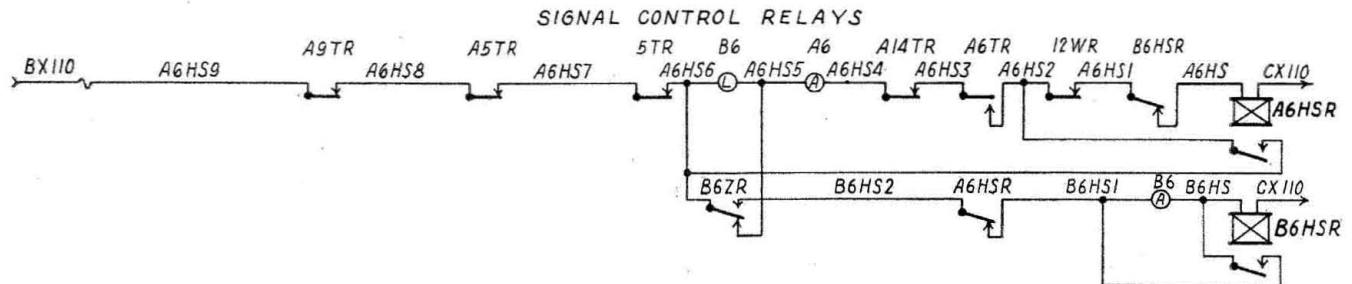 SIGNAL CONTROL RELAYS
A9TR A5TR 5TR B6 A6 A14TR A6TR 12WR B6HSR
BX110 A6HS9 A6HS8 A6HS7 A6HS6 L A6HS5 A A6HS4 A6HS3 A6HS2 A6HS1 A6HS CX110
A6HSR
B6ZR B6HS2 A6HSR B6HS1 B6 A B6HS CX110
B6HSR